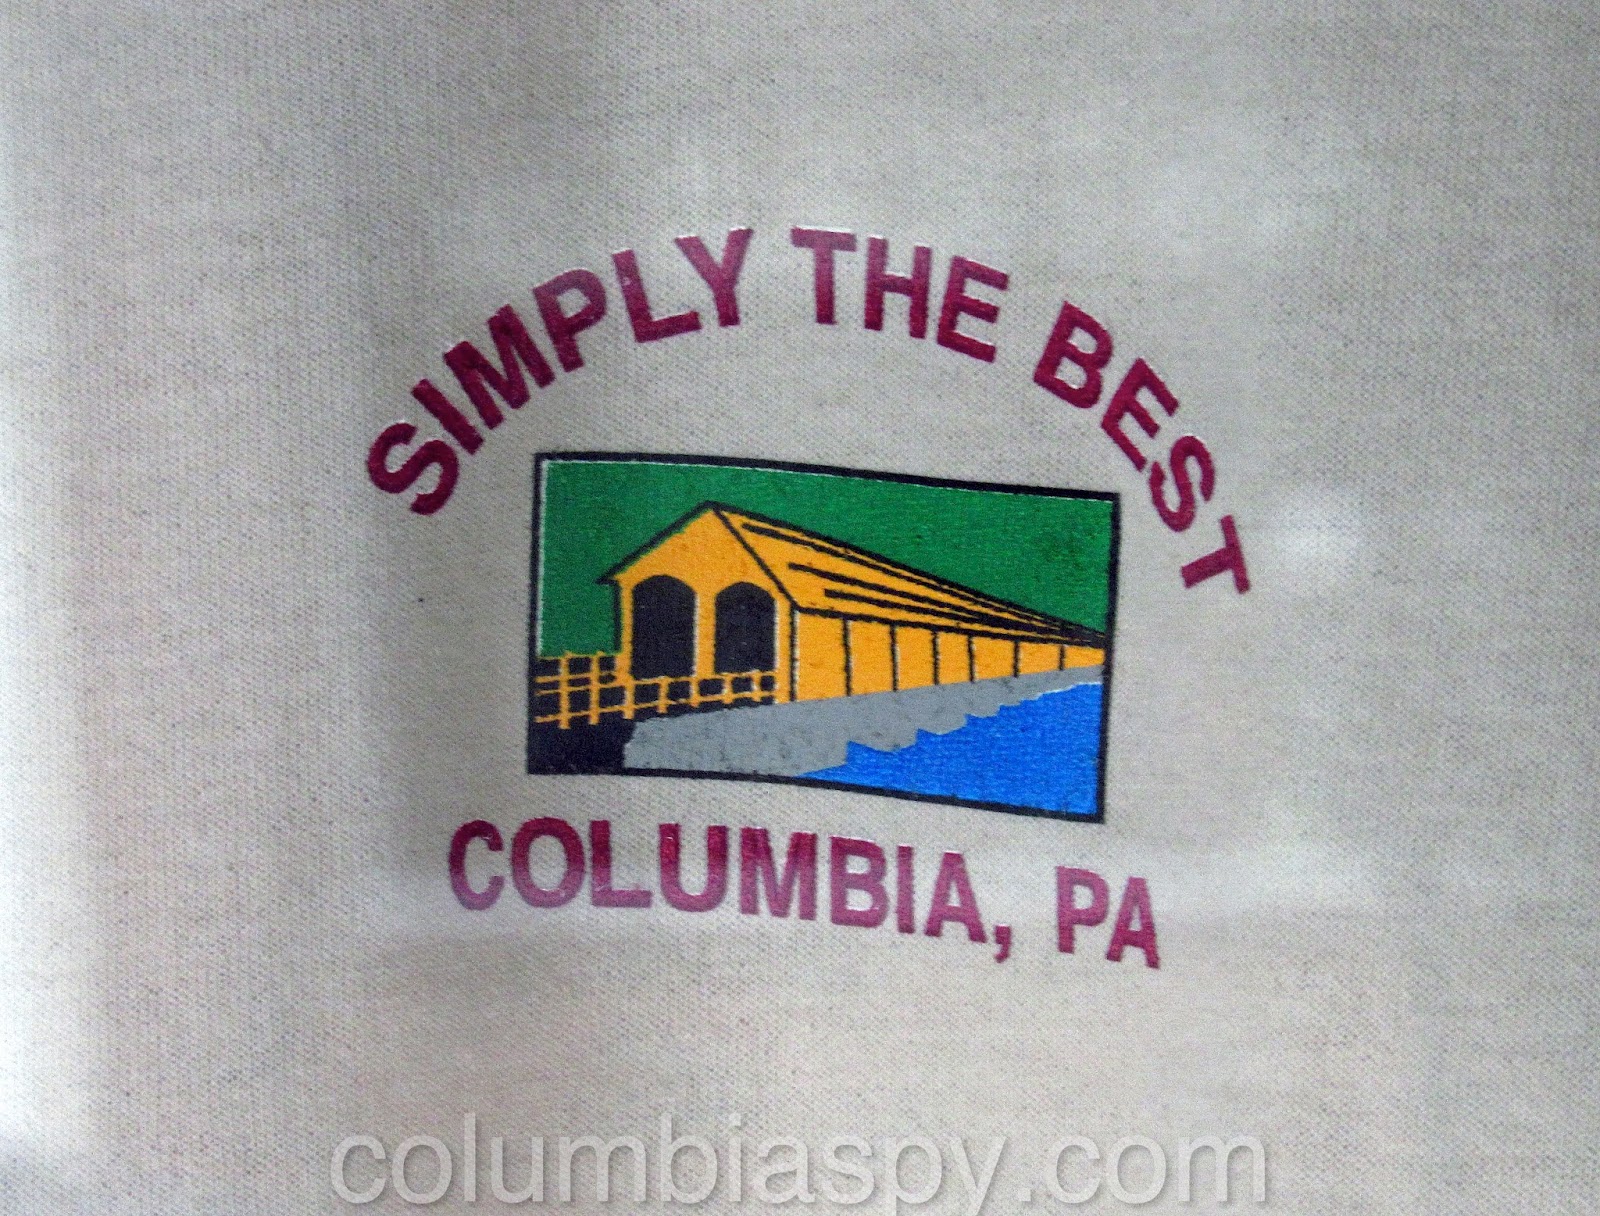 SIMPLY THE BEST
COLUMBIA, PA
columbiaspy.com